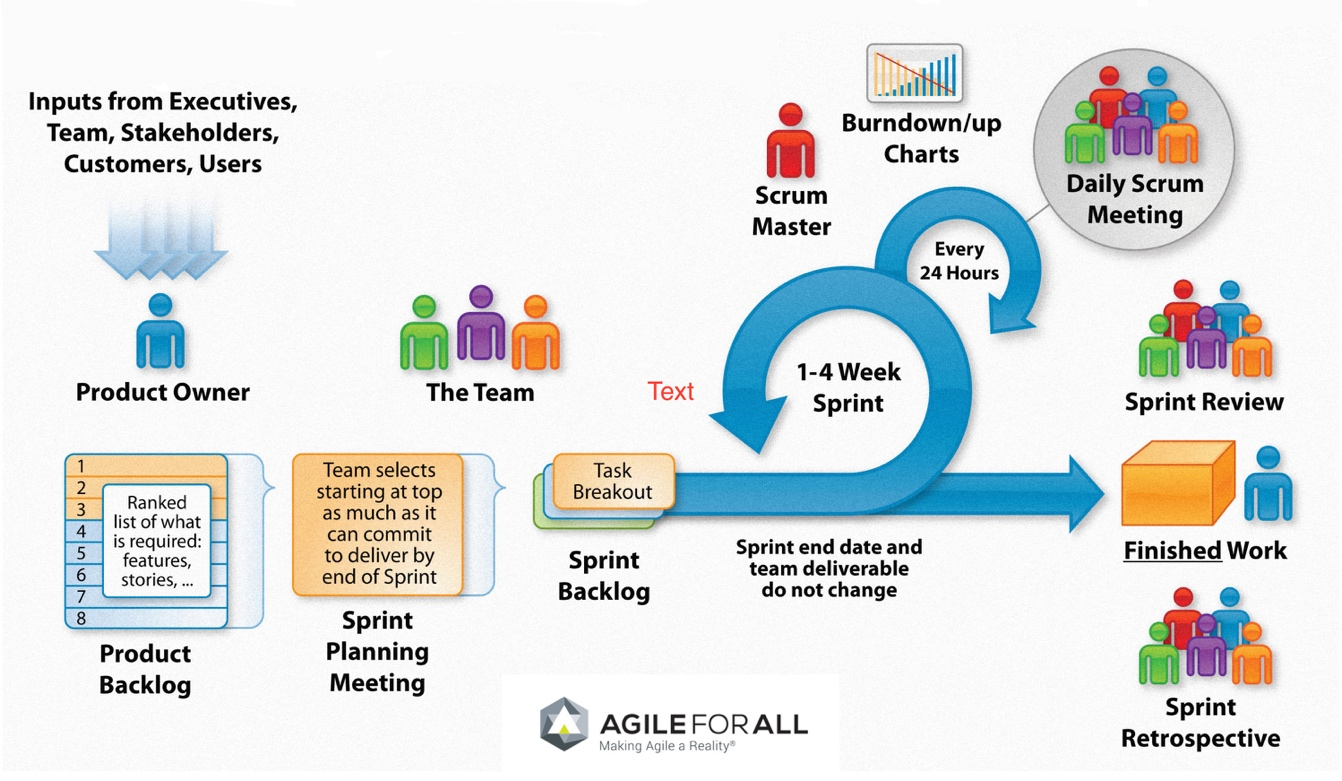 Inputs from Executives,
Team, Stakeholders,
Customers, Users
Product Owner
The Team
Scrum
Master
Burndown/up
Charts
Daily Scrum
Meeting
Every
24 Hours
1-4 Week
Sprint
Text
Sprint Review
1
2
3
4
5
6
7
8
Ranked
list of what
is required:
features,
stories, ...
Product
Backlog
Team selects
starting at top
as much as it
can commit
to deliver by
end of Sprint
Sprint
Planning
Meeting
Task
Breakout
Sprint
Backlog
Sprint end date and
team deliverable
do not change
Finished Work
Sprint
Retrospective
AGILE FOR ALL
Making Agile a Reality®